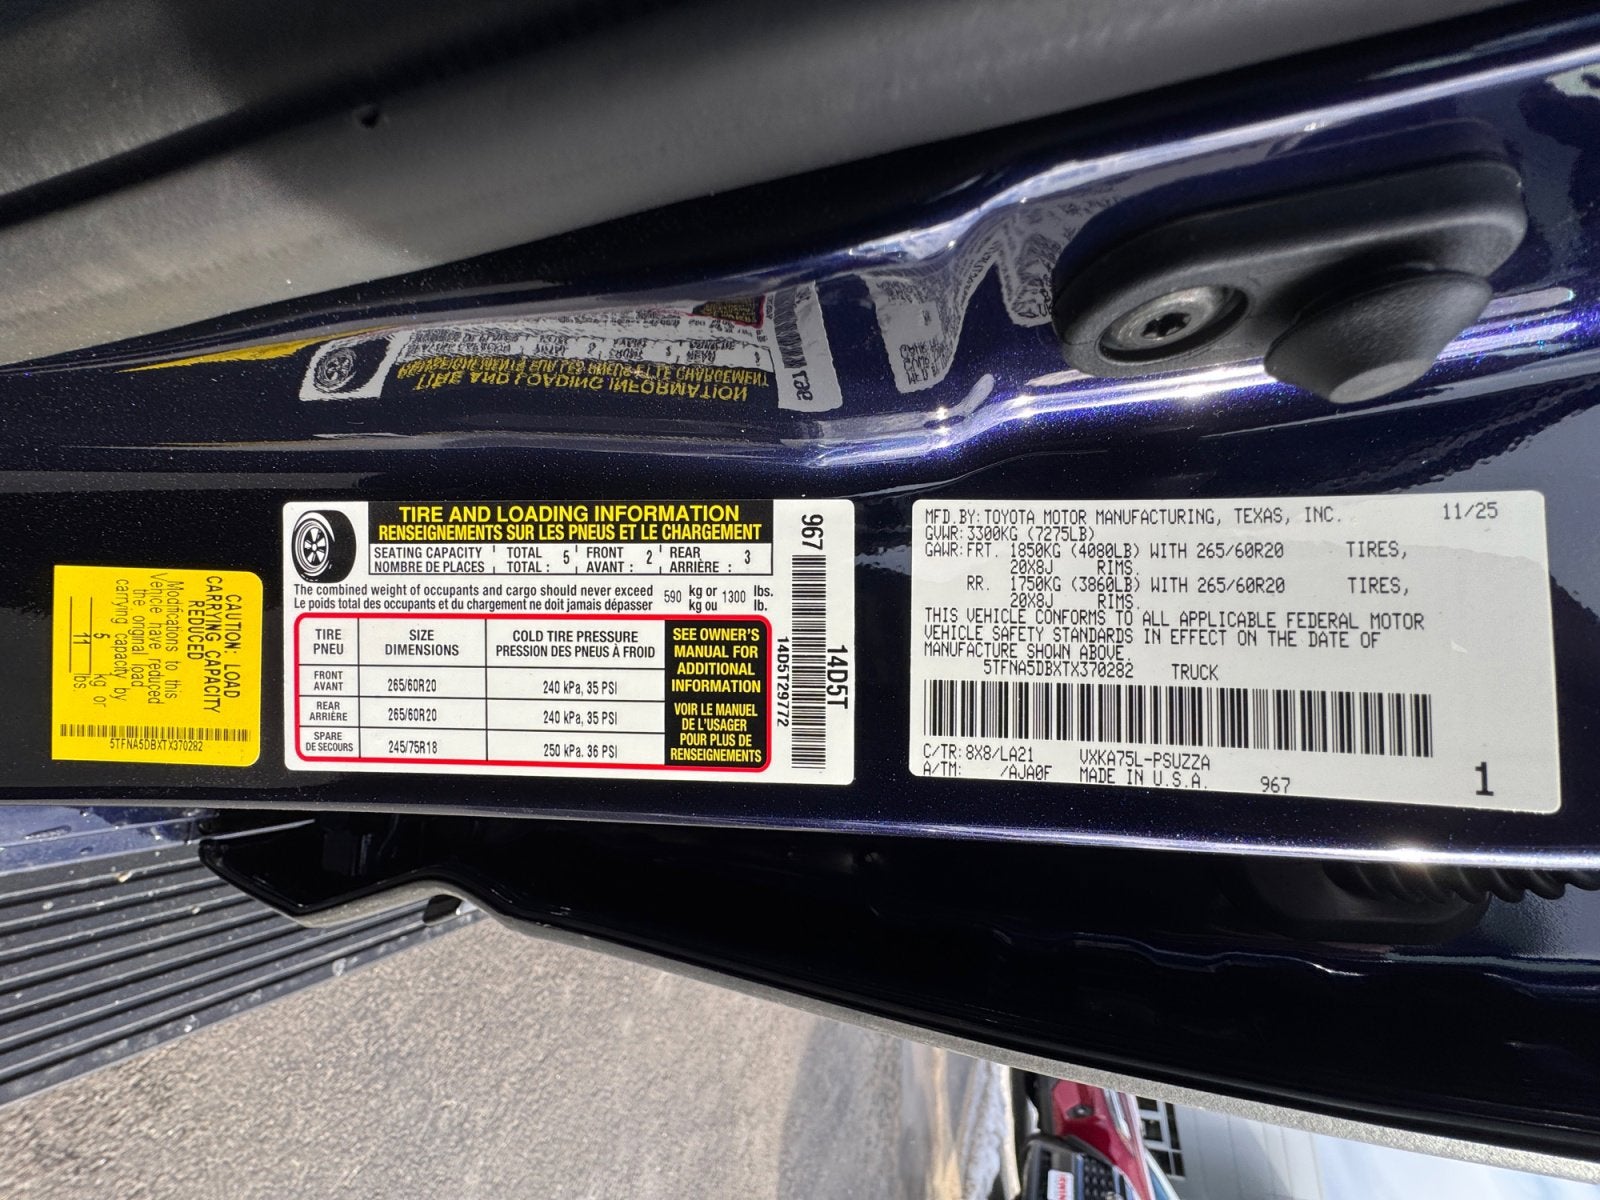 CAUTION: LOAD
CARRYING CAPACITY
REDUCED
Modifications to this
Vehicle have reduced
the original load
carrying capacity by
5 kg or
11 lbs.
5TFNA5DBXTX370282
TIRE AND LOADING INFORMATION
RENSEIGNEMENTS SUR LES PNEUS ET LE CHARGEMENT
SEATING CAPACITY TOTAL 5 FRONT 2 REAR 3
NOMBRE DE PLACES TOTAL : AVANT : ARRIÈRE :
The combined weight of occupants and cargo should never exceed 590 kg or 1300 lbs.
Le poids total des occupants et du chargement ne doit jamais dépasser kg ou lb.
TIRE SIZE COLD TIRE PRESSURE
PNEU DIMENSIONS PRESSION DES PNEUS À FROID
FRONT
AVANT 265/60R20 240 kPa, 35 PSI
REAR
ARRIÈRE 265/60R20 240 kPa, 35 PSI
SPARE
DE SECOURS 245/75R18 250 kPa. 36 PSI
SEE OWNER'S
MANUAL FOR
ADDITIONAL
INFORMATION
VOIR LE MANUEL
DE L'USAGER
POUR PLUS DE
RENSEIGNEMENTS
967
14D5T
14D5T29772
MFD.BY:TOYOTA MOTOR MANUFACTURING, TEXAS, INC. 11/25
GVWR:3300KG (7275LB)
GAWR:FRT. 1850KG (4080LB) WITH 265/60R20 TIRES,
20X8J RIMS.
RR. 1750KG (3860LB) WITH 265/60R20 TIRES,
20X8J RIMS.
THIS VEHICLE CONFORMS TO ALL APPLICABLE FEDERAL MOTOR
VEHICLE SAFETY STANDARDS IN EFFECT ON THE DATE OF
MANUFACTURE SHOWN ABOVE.
5TFNA5DBXTX370282 TRUCK
C/TR:8X8/LA21 VXKA75L-PSUZZA
A/TM: /AJA0F MADE IN U.S.A. 967 1